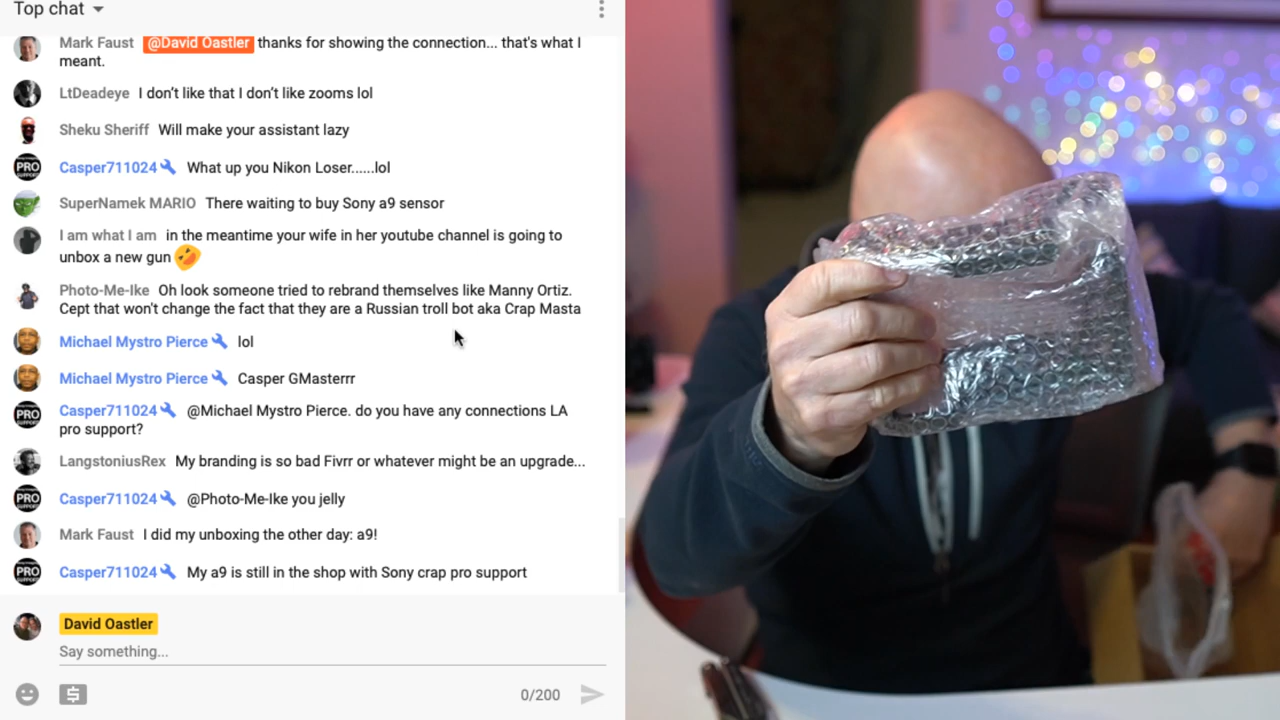 Top chat
Mark Faust @David Oastler thanks for showing the connection... that's what I
meant.
LtDeadeye I don’t like that I don’t like zooms lol
Sheku Sheriff Will make your assistant lazy
PRO Casper711024 What up you Nikon Loser......lol
SuperNamek MARIO There waiting to buy Sony a9 sensor
I am what I am in the meantime your wife in her youtube channel is going to
unbox a new gun
Photo-Me-Ike Oh look someone tried to rebrand themselves like Manny Ortiz.
Cept that won't change the fact that they are a Russian troll bot aka Crap Masta
Michael Mystro Pierce lol
Michael Mystro Pierce Casper GMasterrr
PRO Casper711024 @Michael Mystro Pierce. do you have any connections LA
pro support?
LangstoniusRex My branding is so bad Fivrr or whatever might be an upgrade...
PRO Casper711024 @Photo-Me-Ike you jelly
Mark Faust I did my unboxing the other day: a9!
PRO Casper711024 My a9 is still in the shop with Sony crap pro support
David Oastler
Say something...
0/200